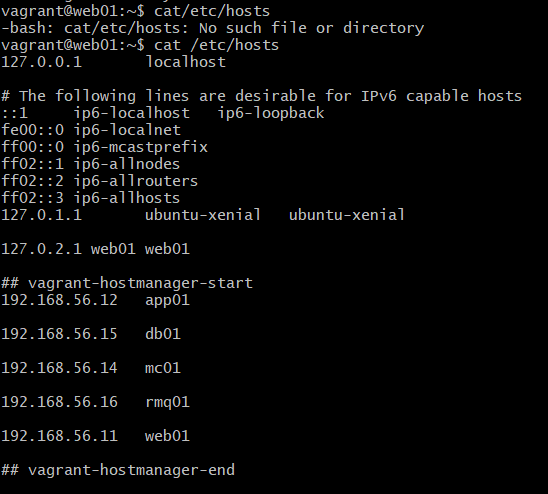 vagrant@web01:~$ cat/etc/hosts
-bash: cat/etc/hosts: No such file or directory
vagrant@web01:~$ cat /etc/hosts
127.0.0.1       localhost
# The following lines are desirable for IPv6 capable hosts
::1     ip6-localhost   ip6-loopback
fe00::0 ip6-localnet
ff00::0 ip6-mcastprefix
ff02::1 ip6-allnodes
ff02::2 ip6-allrouters
ff02::3 ip6-allhosts
127.0.1.1       ubuntu-xenial   ubuntu-xenial
127.0.2.1 web01 web01
## vagrant-hostmanager-start
192.168.56.12   app01
192.168.56.15   db01
192.168.56.14   mc01
192.168.56.16   rmq01
192.168.56.11   web01
## vagrant-hostmanager-end